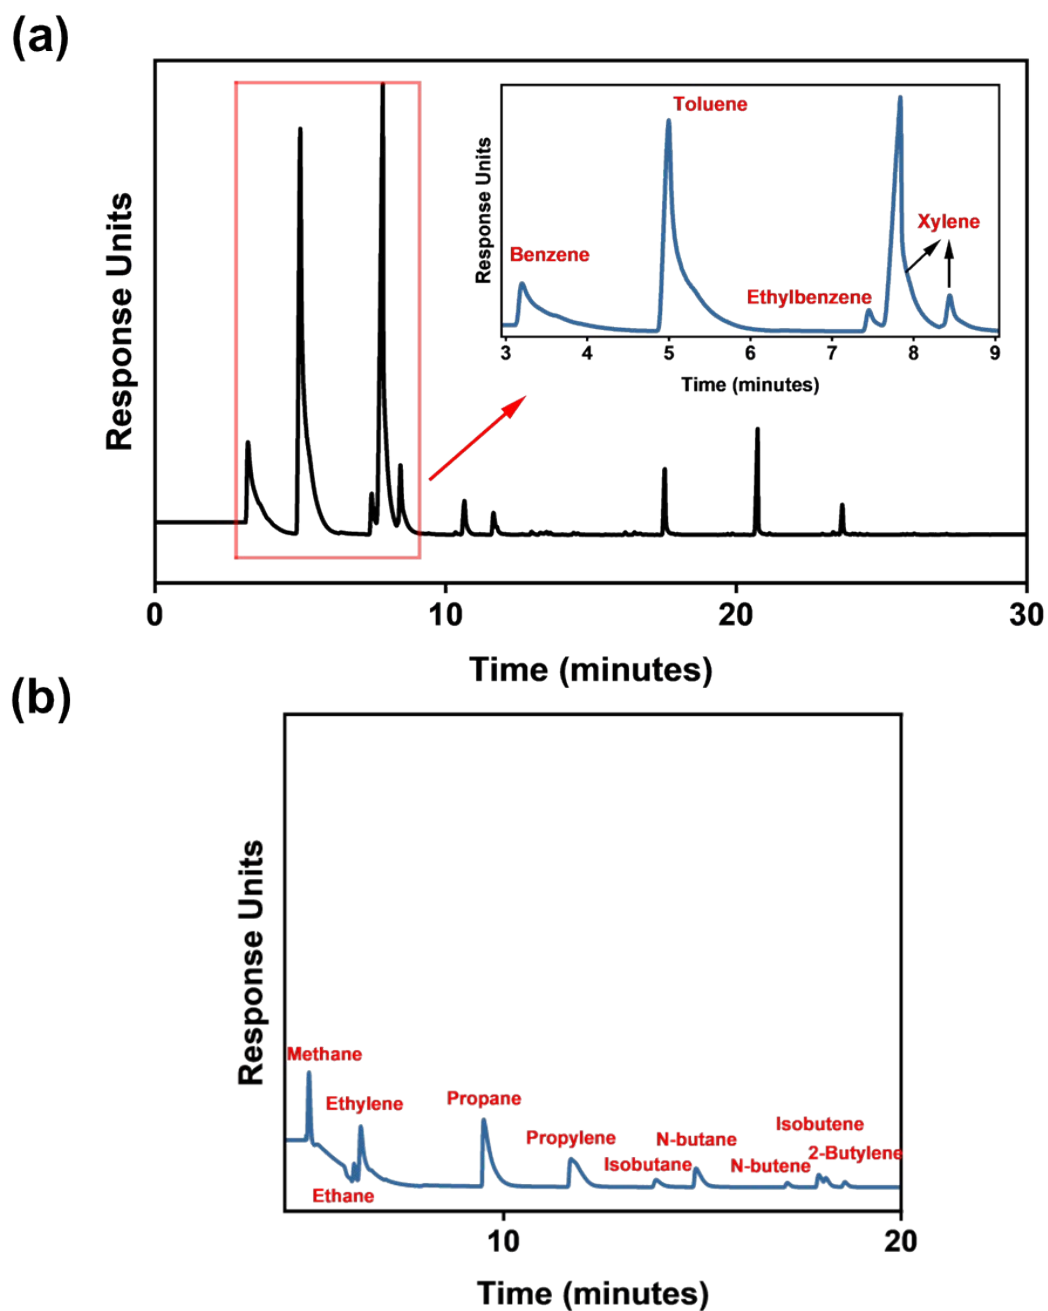 (a)
Response Units
Response Units
Toluene
Benzene
Xylene
Ethylbenzene
3 4 5 6 7 8 9
Time (minutes)
0 10 20 30
Time (minutes)
(b)
Response Units
Methane
Ethylene
Propane
Propylene
N-butane
Isobutene
2-Butylene
Isobutane
N-butene
Ethane
10 20
Time (minutes)